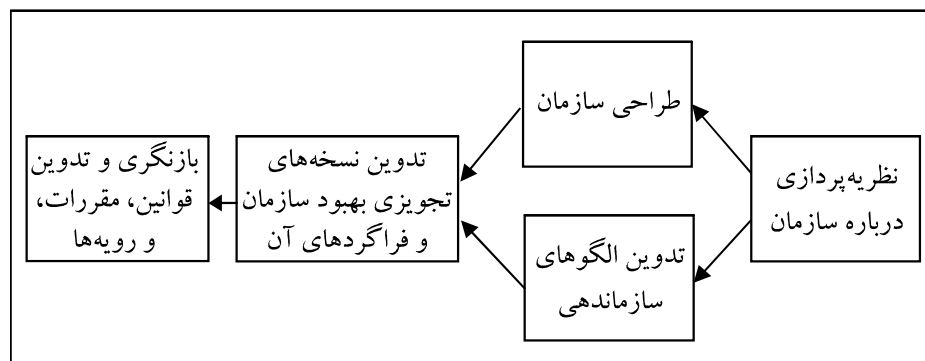 نظریه‌پردازی
درباره سازمان
طراحی سازمان
تدوین الگوهای
سازماندهی
تدوین نسخه‌های
تجویزی بهبود سازمان
و فراگردهای آن
بازنگری و تدوین
قوانین، مقررات،
و رویه‌ها